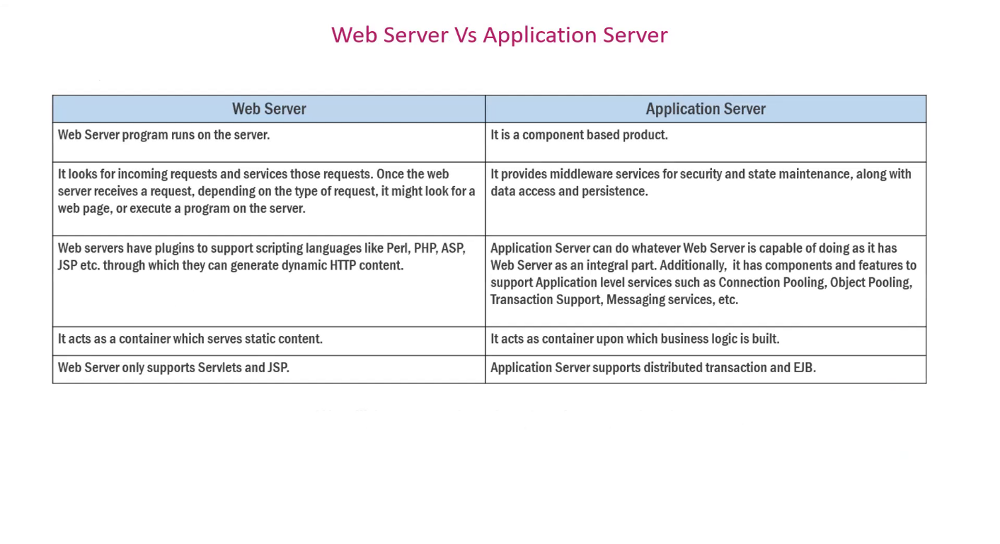 Web Server Vs Application Server
Web Server
Application Server
Web Server program runs on the server.
It is a component based product.
It looks for incoming requests and services those requests. Once the web
server receives a request, depending on the type of request, it might look for a
web page, or execute a program on the server.
It provides middleware services for security and state maintenance, along with
data access and persistence.
Web servers have plugins to support scripting languages like Perl, PHP, ASP,
JSP etc. through which they can generate dynamic HTTP content.
Application Server can do whatever Web Server is capable of doing as it has
Web Server as an integral part. Additionally, it has components and features to
support Application level services such as Connection Pooling, Object Pooling,
Transaction Support, Messaging services, etc.
It acts as a container which serves static content.
It acts as container upon which business logic is built.
Web Server only supports Servlets and JSP.
Application Server supports distributed transaction and EJB.